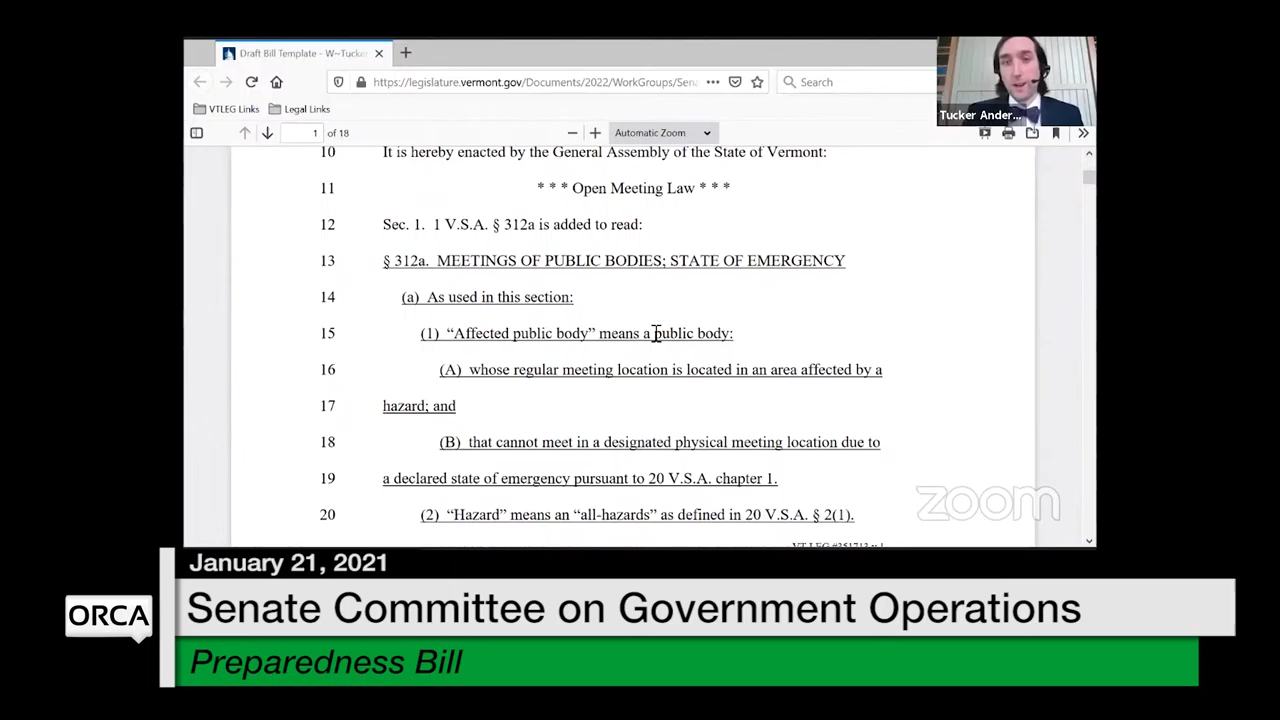 Draft Bill Template - W~Tucker
https://legislature.vermont.gov/Documents/2022/WorkGroups/Sena
Search
VTLEG Links Legal Links
1 of 18
Automatic Zoom
Tucker Ander...
10 It is hereby enacted by the General Assembly of the State of Vermont:
11 * * * Open Meeting Law * * *
12 Sec. 1. 1 V.S.A. § 312a is added to read:
13 § 312a. MEETINGS OF PUBLIC BODIES; STATE OF EMERGENCY
14 (a) As used in this section:
15 (1) “Affected public body” means a public body:
16 (A) whose regular meeting location is located in an area affected by a
17 hazard; and
18 (B) that cannot meet in a designated physical meeting location due to
19 a declared state of emergency pursuant to 20 V.S.A. chapter 1.
20 (2) “Hazard” means an “all-hazards” as defined in 20 V.S.A. § 2(1).
zoom
January 21, 2021
ORCA
Senate Committee on Government Operations
Preparedness Bill